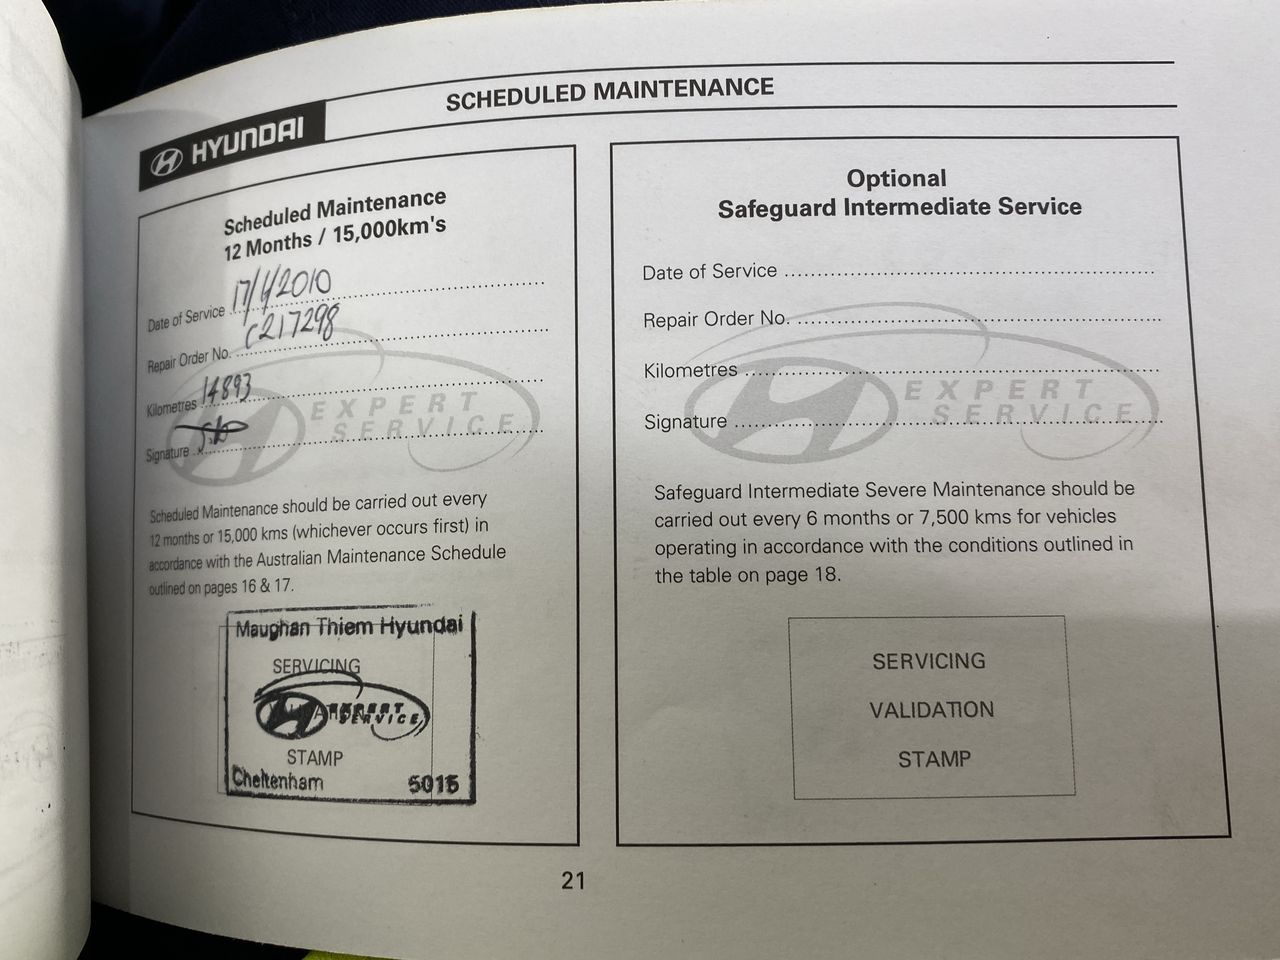 SCHEDULED MAINTENANCE
HYUNDAI
Scheduled Maintenance
12 Months / 15,000km's
Date of Service 17/6/2010
Repair Order No. C217298
Kilometres 14893
Signature
EXPERT
SERVICE
Scheduled Maintenance should be carried out every
12 months or 15,000 kms (whichever occurs first) in
accordance with the Australian Maintenance Schedule
outlined on pages 16 & 17.
Maughan Thiem Hyundai
SERVICING
EXPERT
SERVICE
STAMP
Cheltenham 5015
Optional
Safeguard Intermediate Service
Date of Service
Repair Order No.
Kilometres
Signature
EXPERT
SERVICE
Safeguard Intermediate Severe Maintenance should be
carried out every 6 months or 7,500 kms for vehicles
operating in accordance with the conditions outlined in
the table on page 18.
SERVICING
VALIDATION
STAMP
21